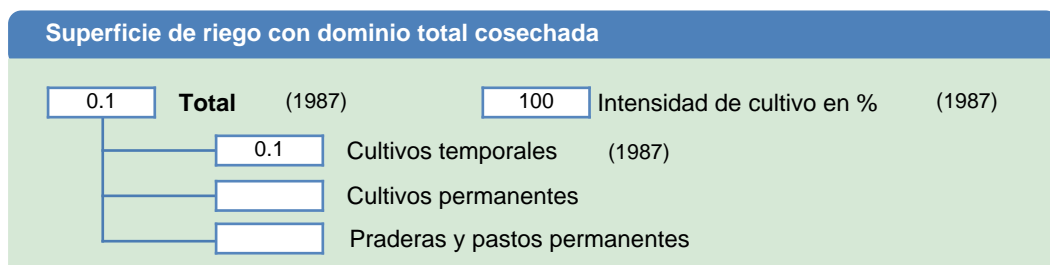 Superficie de riego con dominio total cosechada
0.1 Total (1987) 100 Intensidad de cultivo en % (1987)
0.1 Cultivos temporales (1987)
Cultivos permanentes
Praderas y pastos permanentes